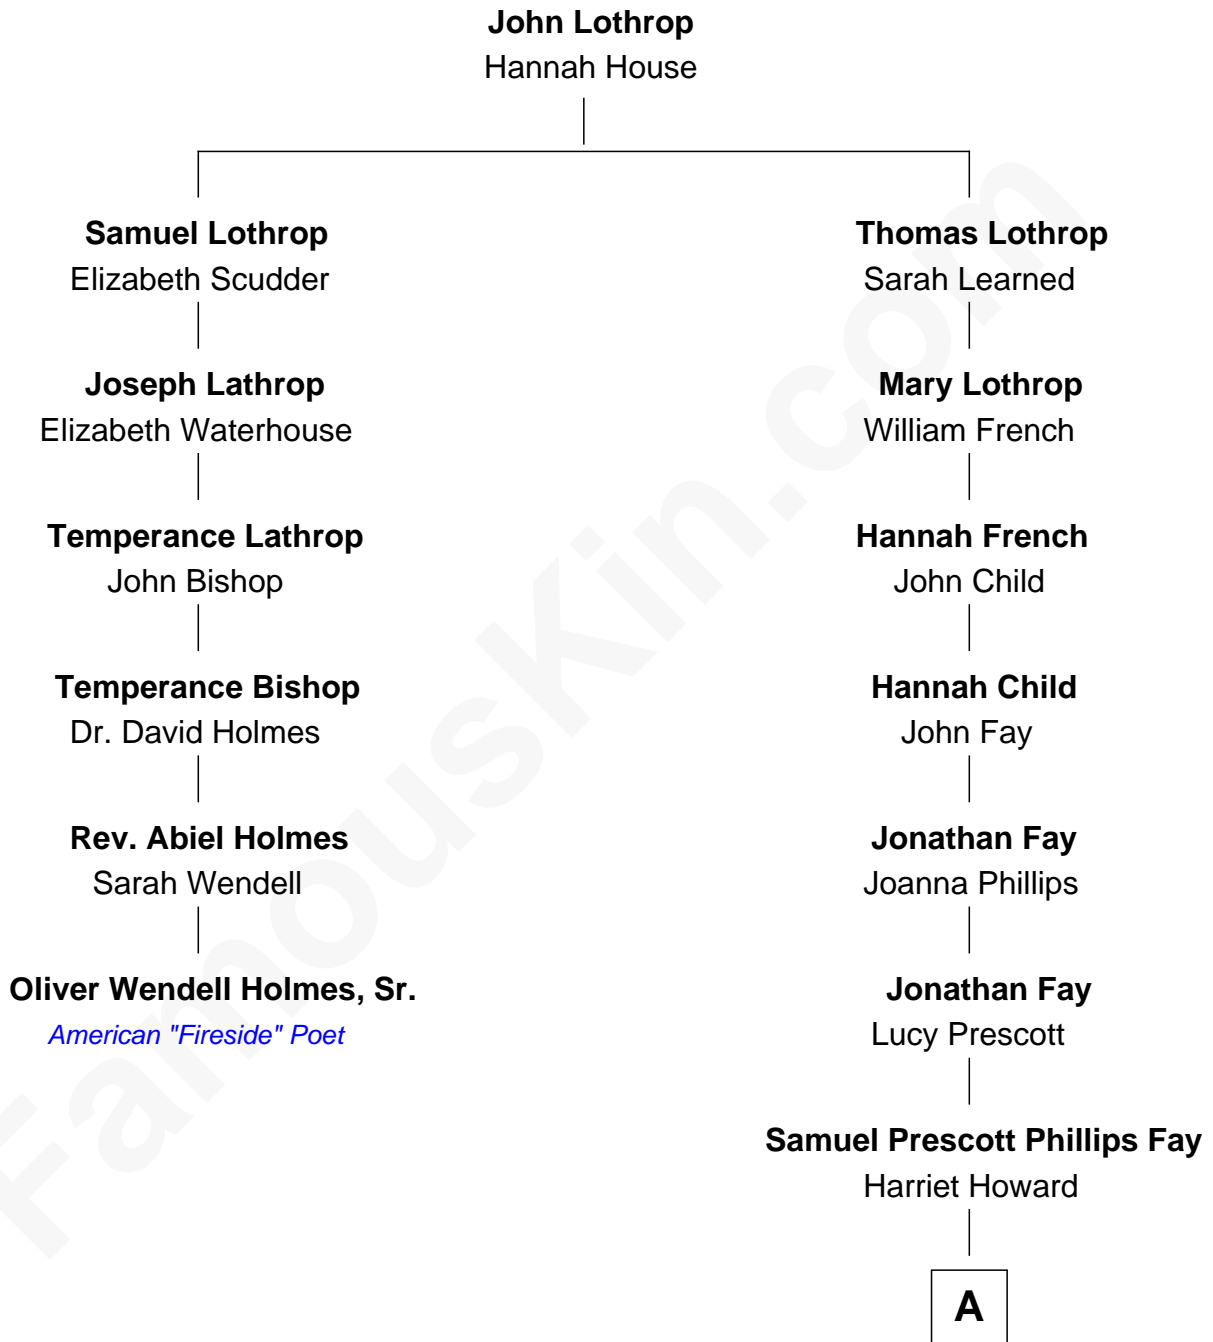 John Lothrop
Hannah House
Samuel Lothrop
Elizabeth Scudder
Thomas Lothrop
Sarah Learned
Joseph Lathrop
Elizabeth Waterhouse
Mary Lothrop
William French
Temperance Lathrop
John Bishop
Hannah French
John Child
Temperance Bishop
Dr. David Holmes
Hannah Child
John Fay
Rev. Abiel Holmes
Sarah Wendell
Jonathan Fay
Joanna Phillips
Oliver Wendell Holmes, Sr.
American "Fireside" Poet
Jonathan Fay
Lucy Prescott
Samuel Prescott Phillips Fay
Harriet Howard
A
FamousKin.com